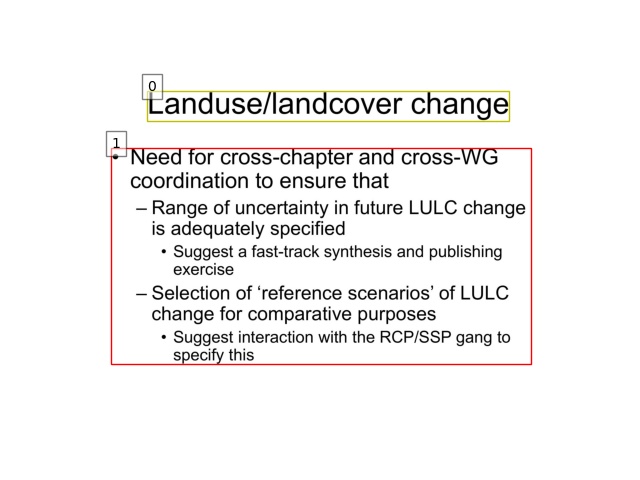 0
Landuse/landcover change
1
• Need for cross-chapter and cross-WG
coordination to ensure that
– Range of uncertainty in future LULC change
is adequately specified
• Suggest a fast-track synthesis and publishing
exercise
– Selection of ‘reference scenarios’ of LULC
change for comparative purposes
• Suggest interaction with the RCP/SSP gang to
specify this